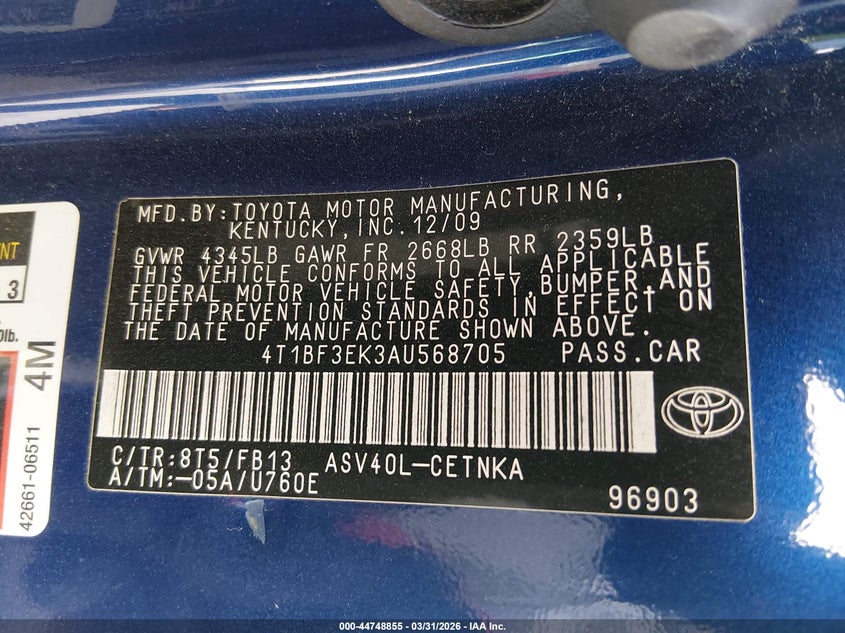 MFD. BY: TOYOTA MOTOR MANUFACTURING,
KENTUCKY, INC. 12/09
GVWR 4345LB GAWR FR 2668LB RR 2359LB
THIS VEHICLE CONFORMS TO ALL APPLICABLE
FEDERAL MOTOR VEHICLE SAFETY, BUMPER, AND
THEFT PREVENTION STANDARDS IN EFFECT ON
THE DATE OF MANUFACTURE SHOWN ABOVE.
4T1BF3EK3AU568705 PASS.CAR
C/TR:8T5/FB13 ASV40L-CETNKA
A/TM:-05A/U760E
96903
3
lb.
4M
42661-06511
000-44748855 - 03/31/2026 - IAA Inc.